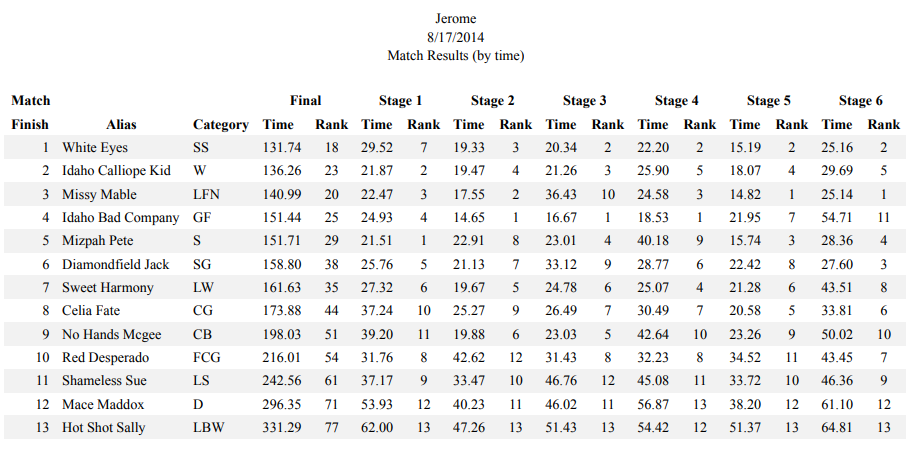 Jerome
8/17/2014
Match Results (by time)
Match Final Stage 1 Stage 2 Stage 3 Stage 4 Stage 5 Stage 6
Finish Alias Category Time Rank Time Rank Time Rank Time Rank Time Rank Time Rank Time Rank
1 White Eyes SS 131.74 18 29.52 7 19.33 3 20.34 2 22.20 2 15.19 2 25.16 2
2 Idaho Calliope Kid W 136.26 23 21.87 2 19.47 4 21.26 3 25.90 5 18.07 4 29.69 5
3 Missy Mable LFN 140.99 20 22.47 3 17.55 2 36.43 10 24.58 3 14.82 1 25.14 1
4 Idaho Bad Company GF 151.44 25 24.93 4 14.65 1 16.67 1 18.53 1 21.95 7 54.71 11
5 Mizpah Pete S 151.71 29 21.51 1 22.91 8 23.01 4 40.18 9 15.74 3 28.36 4
6 Diamondfield Jack SG 158.80 38 25.76 5 21.13 7 33.12 9 28.77 6 22.42 8 27.60 3
7 Sweet Harmony LW 161.63 35 27.32 6 19.67 5 24.78 6 25.07 4 21.28 6 43.51 8
8 Celia Fate CG 173.88 44 37.24 10 25.27 9 26.49 7 30.49 7 20.58 5 33.81 6
9 No Hands Mcgee CB 198.03 51 39.20 11 19.88 6 23.03 5 42.64 10 23.26 9 50.02 10
10 Red Desperado FCG 216.01 54 31.76 8 42.62 12 31.43 8 32.23 8 34.52 11 43.45 7
11 Shameless Sue LS 242.56 61 37.17 9 33.47 10 46.76 12 45.08 11 33.72 10 46.36 9
12 Mace Maddox D 296.35 71 53.93 12 40.23 11 46.02 11 56.87 13 38.20 12 61.10 12
13 Hot Shot Sally LBW 331.29 77 62.00 13 47.26 13 51.43 13 54.42 12 51.37 13 64.81 13